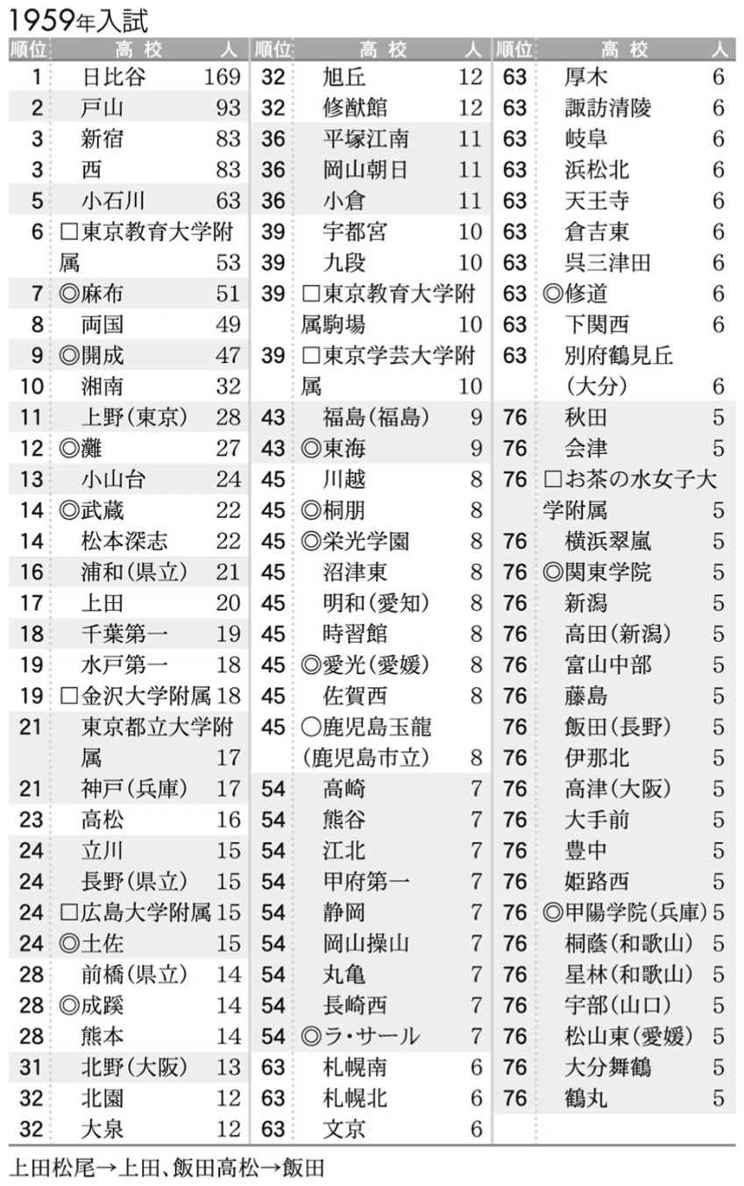 1959年入試
順位 高校 人
1 日比谷 169
2 戸山 93
3 新宿 83
3 西 83
5 小石川 63
6 □東京教育大学附
属 53
7 ◎麻布 51
8 両国 49
9 ◎開成 47
10 湘南 32
11 上野(東京) 28
12 ◎灘 27
13 小山台 24
14 ◎武蔵 22
14 松本深志 22
16 浦和(県立) 21
17 上田 20
18 千葉第一 19
19 水戸第一 18
19 □金沢大学附属 18
21 東京都立大学附
属 17
21 神戸(兵庫) 17
23 高松 16
24 立川 15
24 長野(県立) 15
24 □広島大学附属 15
24 ◎土佐 15
28 前橋(県立) 14
28 ◎成蹊 14
28 熊本 14
31 北野(大阪) 13
32 北園 12
32 大泉 12
順位 高校 人
32 旭丘 12
32 修猷館 12
36 平塚江南 11
36 岡山朝日 11
36 小倉 11
39 宇都宮 10
39 九段 10
39 □東京教育大学附
属駒場 10
39 □東京学芸大学附
属 10
43 福島(福島) 9
43 ◎東海 9
45 川越 8
45 ◎桐朋 8
45 ◎栄光学園 8
45 沼津東 8
45 明和(愛知) 8
45 時習館 8
45 ◎愛光(愛媛) 8
45 佐賀西 8
45 ○鹿児島玉龍
(鹿児島市立) 8
54 高崎 7
54 熊谷 7
54 江北 7
54 甲府第一 7
54 静岡 7
54 岡山操山 7
54 丸亀 7
54 長崎西 7
54 ◎ラ・サール 7
63 札幌南 6
63 札幌北 6
63 文京 6
順位 高校 人
63 厚木 6
63 諏訪清陵 6
63 岐阜 6
63 浜松北 6
63 天王寺 6
63 倉吉東 6
63 呉三津田 6
63 ◎修道 6
63 下関西 6
63 別府鶴見丘
(大分) 6
76 秋田 5
76 会津 5
76 □お茶の水女子大
学附属 5
76 横浜翠嵐 5
76 ◎関東学院 5
76 新潟 5
76 高田(新潟) 5
76 富山中部 5
76 藤島 5
76 飯田(長野) 5
76 伊那北 5
76 高津(大阪) 5
76 大手前 5
76 豊中 5
76 姫路西 5
76 ◎甲陽学院(兵庫) 5
76 桐蔭(和歌山) 5
76 星林(和歌山) 5
76 宇部(山口) 5
76 松山東(愛媛) 5
76 大分舞鶴 5
76 鶴丸 5
上田松尾→上田、飯田高松→飯田